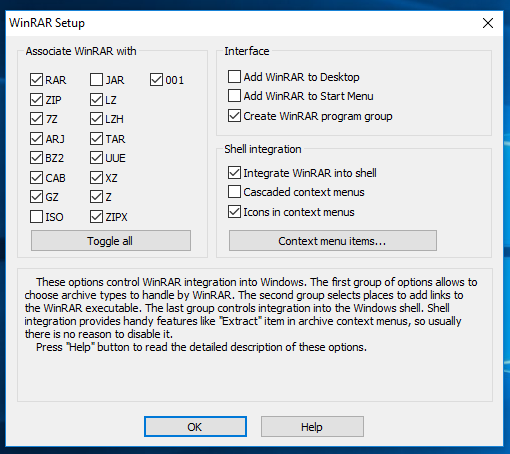 WinRAR Setup
Associate WinRAR with
RAR
JAR
001
ZIP
LZ
7Z
LZH
ARJ
TAR
BZ2
UUE
CAB
XZ
GZ
Z
ISO
ZIPX
Toggle all
Interface
Add WinRAR to Desktop
Add WinRAR to Start Menu
Create WinRAR program group
Shell integration
Integrate WinRAR into shell
Cascaded context menus
Icons in context menus
Context menu items...
These options control WinRAR integration into Windows. The first group of options allows to
choose archive types to handle by WinRAR. The second group selects places to add links to
the WinRAR executable. The last group controls integration into the Windows shell. Shell
integration provides handy features like "Extract" item in archive context menus, so usually
there is no reason to disable it.
Press "Help" button to read the detailed description of these options.
OK
Help